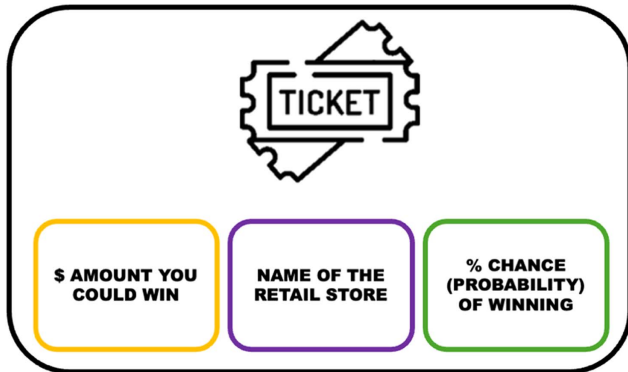 TICKET
$ AMOUNT YOU
COULD WIN
NAME OF THE
RETAIL STORE
% CHANCE
(PROBABILITY)
OF WINNING